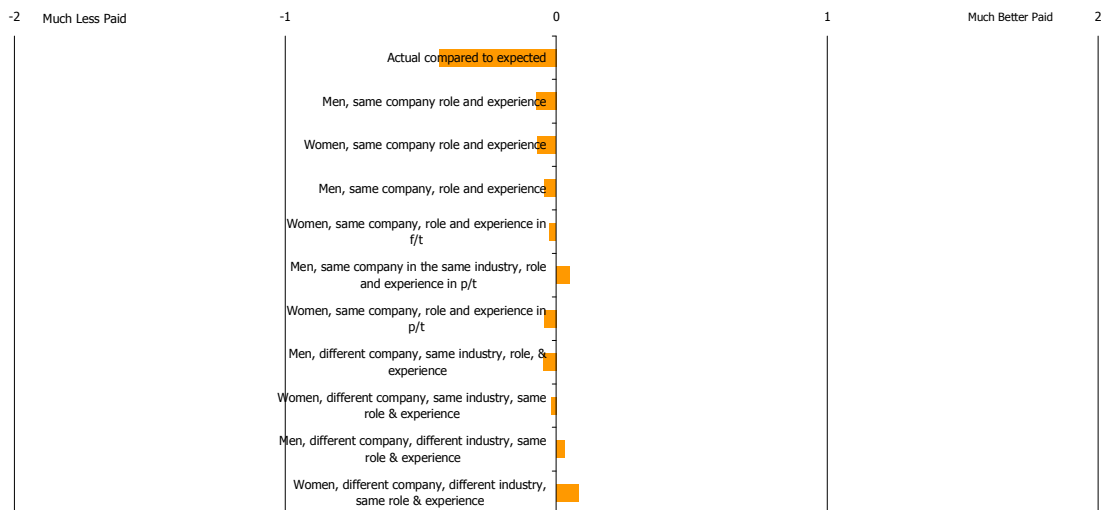 -2 Much Less Paid -1 0 1 Much Better Paid 2
Actual compared to expected
Men, same company role and experience
Women, same company role and experience
Men, same company, role and experience
Women, same company, role and experience in
f/t
Men, same company in the same industry, role
and experience in p/t
Women, same company, role and experience in
p/t
Men, different company, same industry, role, &
experience
Women, different company, same industry, same
role & experience
Men, different company, different industry, same
role & experience
Women, different company, different industry,
same role & experience